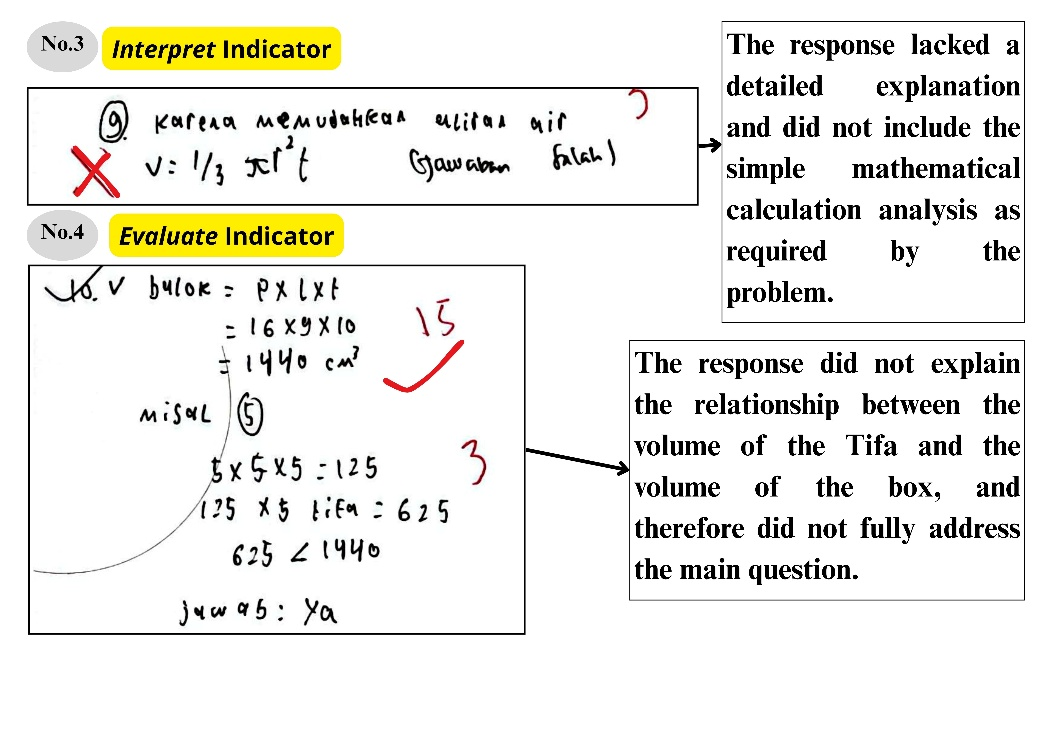 No.3
Interpret Indicator
9. Karena memudahkan aliran air
V = 1/3 πr²t (Jawaban Salah)
3
The response lacked a
detailed explanation
and did not include the
simple mathematical
calculation analysis as
required by the
problem.
No.4
Evaluate Indicator
10. V balok = P x l x t
= 16 x 9 x 10
= 1440 cm³
15
misal 5
5 x 5 x 5 = 125
3
125 x 5 tifa = 625
625 < 1440
jawab: Ya
The response did not explain
the relationship between the
volume of the Tifa and the
volume of the box, and
therefore did not fully address
the main question.